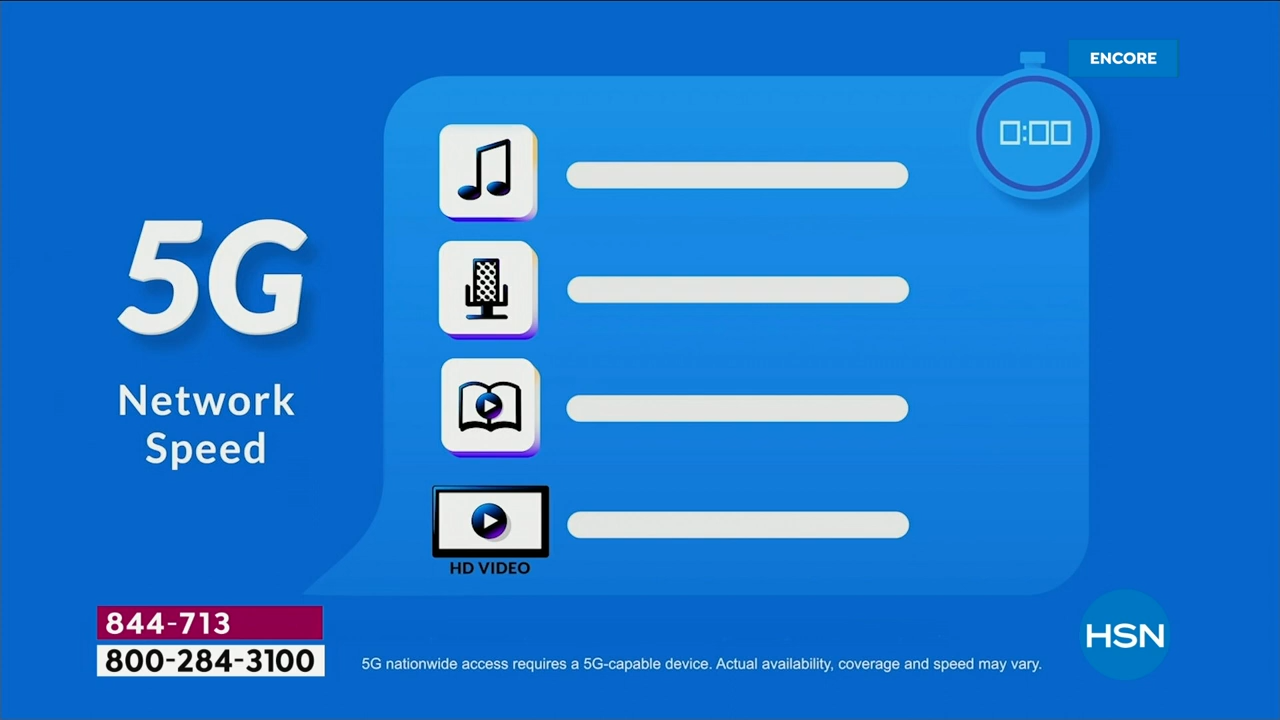 ENCORE
0:00
5G
Network
Speed
HD VIDEO
844-713
800-284-3100
5G nationwide access requires a 5G-capable device. Actual availability, coverage and speed may vary.
HSN